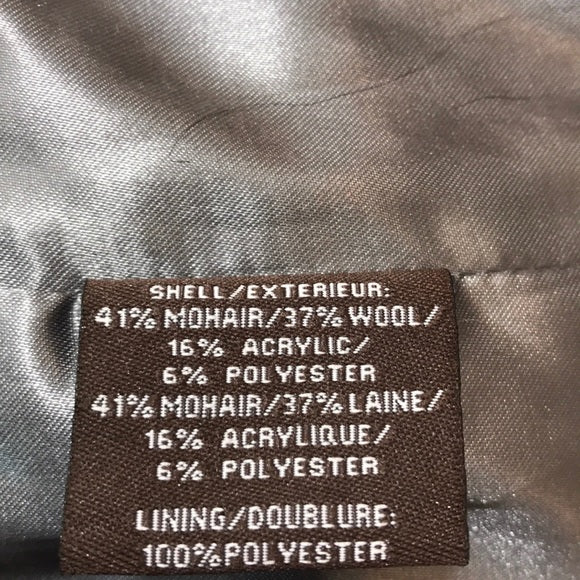 SHELL/EXTERIEUR:
41% MOHAIR/37% WOOL/
16% ACRYLIC/
6% POLYESTER
41% MOHAIR/37% LAINE/
16% ACRYLIQUE/
6% POLYESTER
LINING/DOUBLURE:
100% POLYESTER